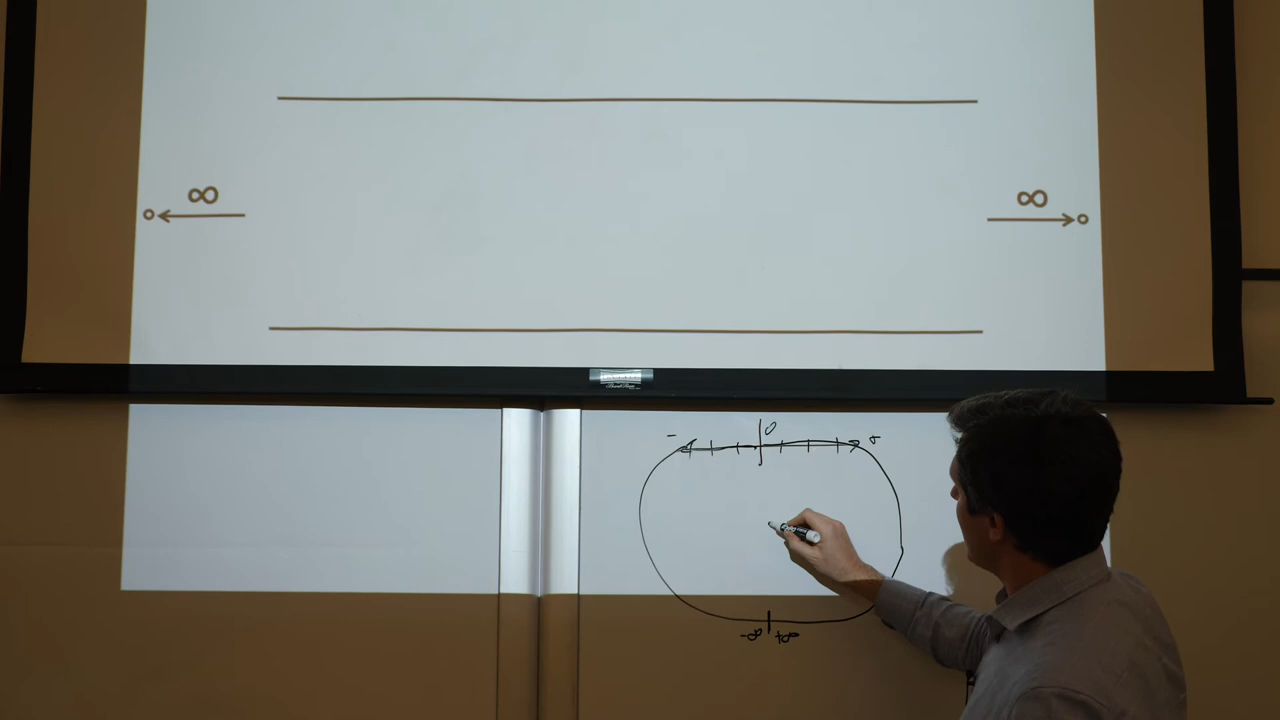 ∞ ∞
0
- +
-∞ +∞